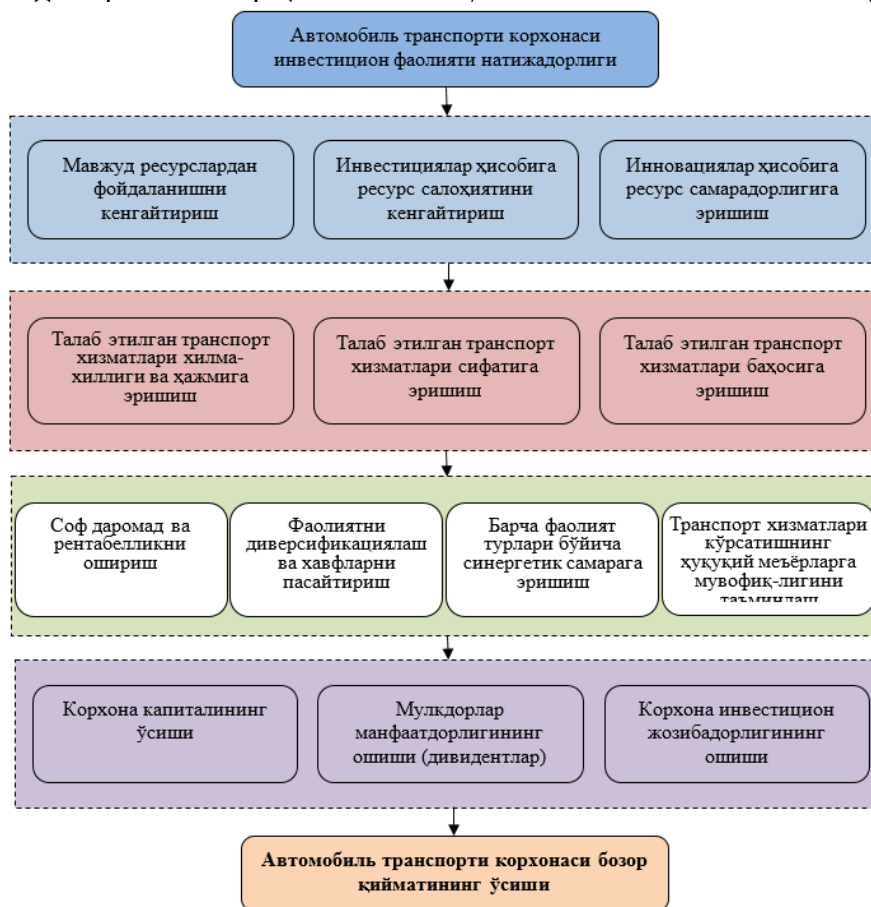 Автомобиль транспорти корхонаси
инвестицион фаолияти натижадорлиги
Мавжуд ресурслардан
фойдаланишни
кенгайтириш
Инвестициялар ҳисобига
ресурс салоҳиятини
кенгайтириш
Инновациялар ҳисобига
ресурс самарадорлигига
эришиш
Талаб этилган транспорт
хизматлари хилма-
хиллиги ва ҳажмига
эришиш
Талаб этилган транспорт
хизматлари сифатига
эришиш
Талаб этилган транспорт
хизматлари баҳосига
эришиш
Соф даромад ва
рентабелликни
ошириш
Фаолиятни
диверсификациялаш
ва хавфларни
пасайтириш
Барча фаолият
турлари бўйича
синергетик самарага
эришиш
Транспорт хизматлари
кўрсатишнинг
ҳуқуқий меъёрларга
мувофиқ-лигини
таъминлаш
Корхона капиталининг
ўсиши
Мулкдорлар
манфаатдорлигининг
ошиши (дивидентлар)
Корхона инвестицион
жозибадорлигининг
ошиши
Автомобиль транспорти корхонаси бозор
қийматининг ўсиши